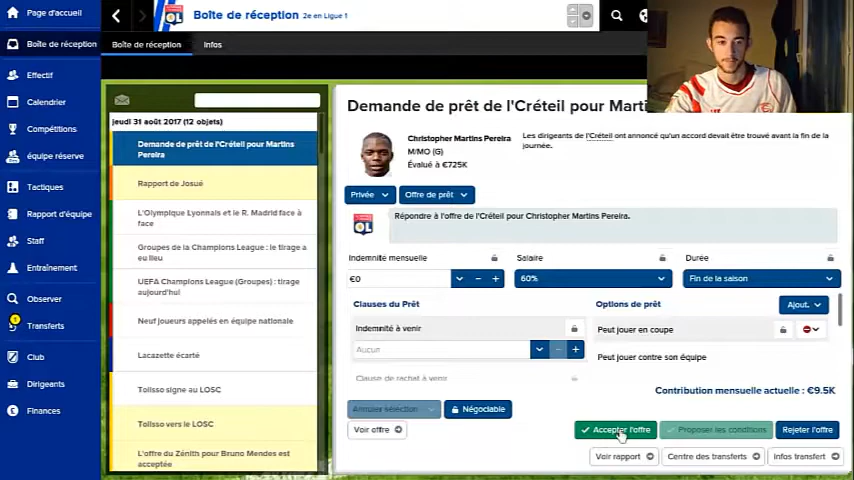 Page d'accueil
Boîte de réception
Effectif
Calendrier
Compétitions
équipe réserve
Tactiques
Rapport d'équipe
Staff
Entraînement
Observer
Transferts
Club
Dirigeants
Finances
Boîte de réception 2e en Ligue 1
Boîte de réception Infos
jeudi 31 août 2017 (12 objets)
Demande de prêt de l'Créteil pour Martins
Pereira
Rapport de Josué
L'Olympique Lyonnais et le R. Madrid face à
face
Groupes de la Champions League : le tirage a
eu lieu
UEFA Champions League (Groupes) : tirage
aujourd'hui
Neuf joueurs appelés en équipe nationale
Lacazette écarté
Tolisso signe au LOSC
Tolisso vers le LOSC
L'offre du Zénith pour Bruno Mendes est
acceptée
Demande de prêt de l'Créteil pour Marti
Christopher Martins Pereira
M/MO (G)
Évalué à €725K
Les dirigeants de l'Créteil ont annoncé qu'un accord devait être trouvé avant la fin de la
journée.
Privée Offre de prêt
OL
Répondre à l'offre de l'Créteil pour Christopher Martins Pereira.
Indemnité mensuelle Salaire Durée
€0 60% Fin de la saison
Clauses du Prêt Options de prêt Ajout.
Indemnité à venir Peut jouer en coupe
Aucun Peut jouer contre son équipe
Clause de rachat à venir
Contribution mensuelle actuelle : €9.5K
Annuler sélection Négociable
Voir offre Accepter l'offre Proposer les conditions Rejeter l'offre
Voir rapport Centre des transferts Infos transfert